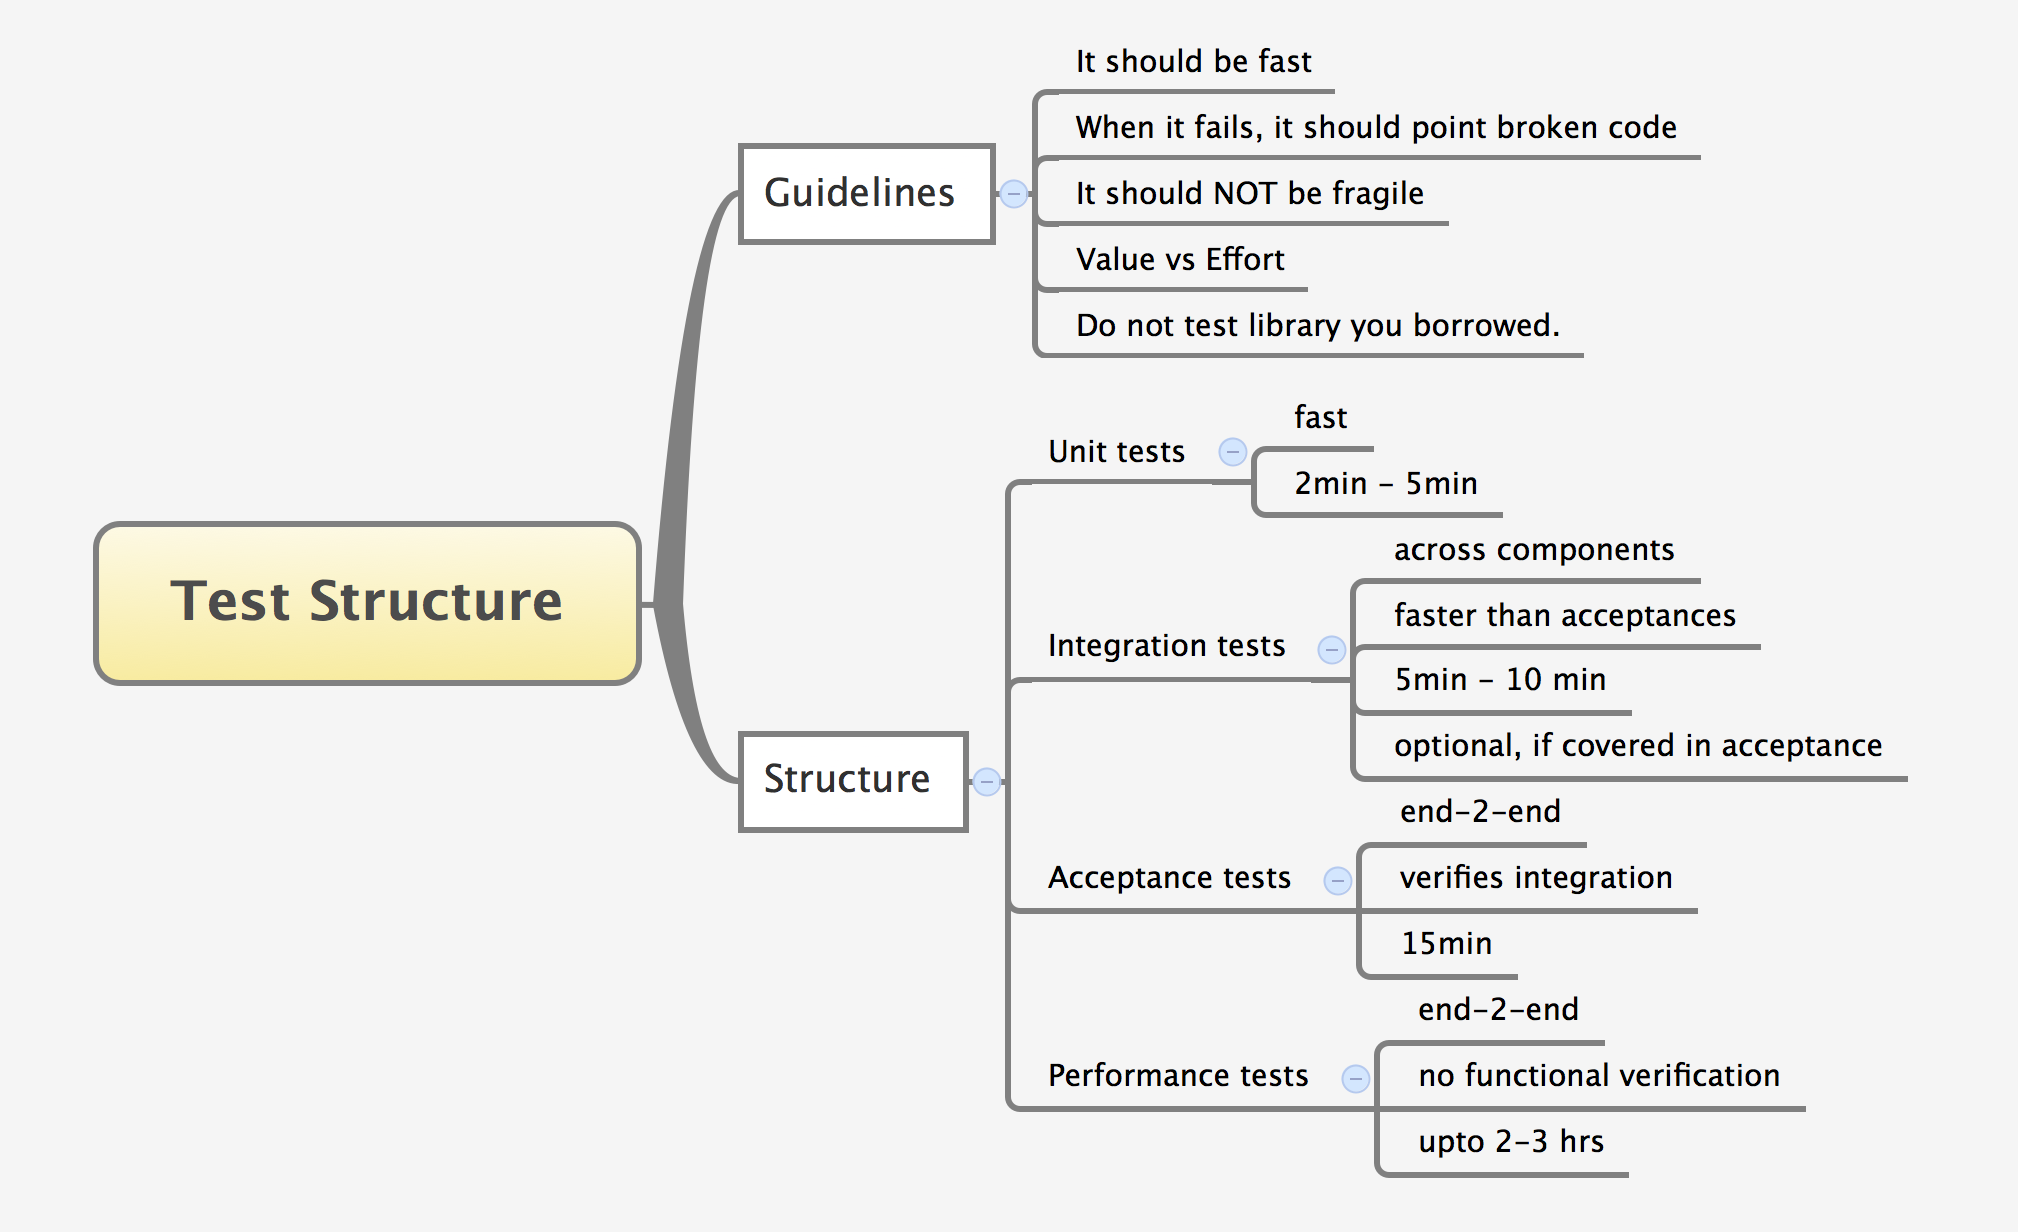 Test Structure
Guidelines
It should be fast
When it fails, it should point broken code
It should NOT be fragile
Value vs Effort
Do not test library you borrowed.
Structure
Unit tests
fast
2min - 5min
Integration tests
across components
faster than acceptances
5min - 10 min
optional, if covered in acceptance
Acceptance tests
end-2-end
verifies integration
15min
Performance tests
end-2-end
no functional verification
upto 2-3 hrs